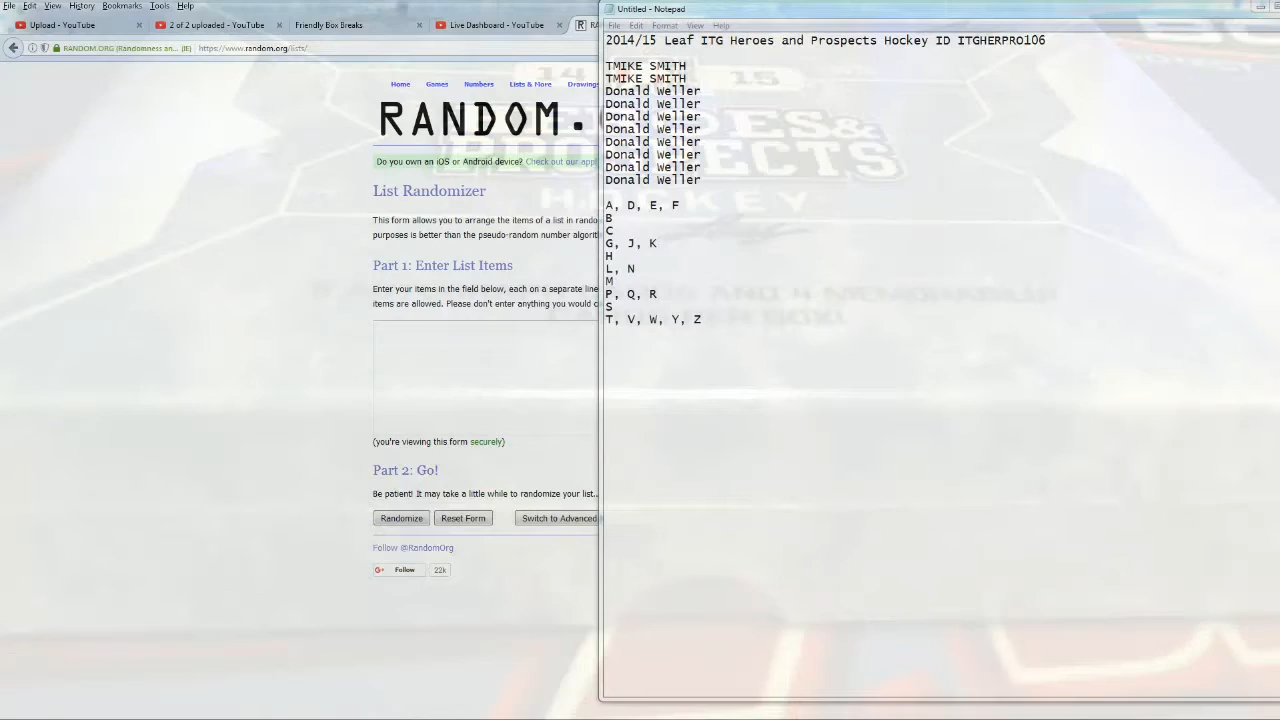 File Edit View History Bookmarks Tools Help
Upload - YouTube
2 of 2 uploaded - YouTube
Friendly Box Breaks
Live Dashboard - YouTube
RANDOM.ORG (Randomness an... (IE)
https://www.random.org/lists/
Home Games Numbers Lists & More Drawings
RANDOM.
Do you own an iOS or Android device? Check out our app!
List Randomizer
This form allows you to arrange the items of a list in rando
purposes is better than the pseudo-random number algorit
Part 1: Enter List Items
Enter your items in the field below, each on a separate line
items are allowed. Please don't enter anything you would c
(you're viewing this form securely)
Part 2: Go!
Be patient! It may take a little while to randomize your list...
Randomize Reset Form Switch to Advanced
Follow @RandomOrg
Follow 22k
Untitled - Notepad
File Edit Format View Help
2014/15 Leaf ITG Heroes and Prospects Hockey ID ITGHERPRO106
TMIKE SMITH
TMIKE SMITH
Donald Weller
Donald Weller
Donald Weller
Donald Weller
Donald Weller
Donald Weller
Donald Weller
Donald Weller
A, D, E, F
B
C
G, J, K
H
L, N
M
P, Q, R
S
T, V, W, Y, Z
14 15
HOCKEY